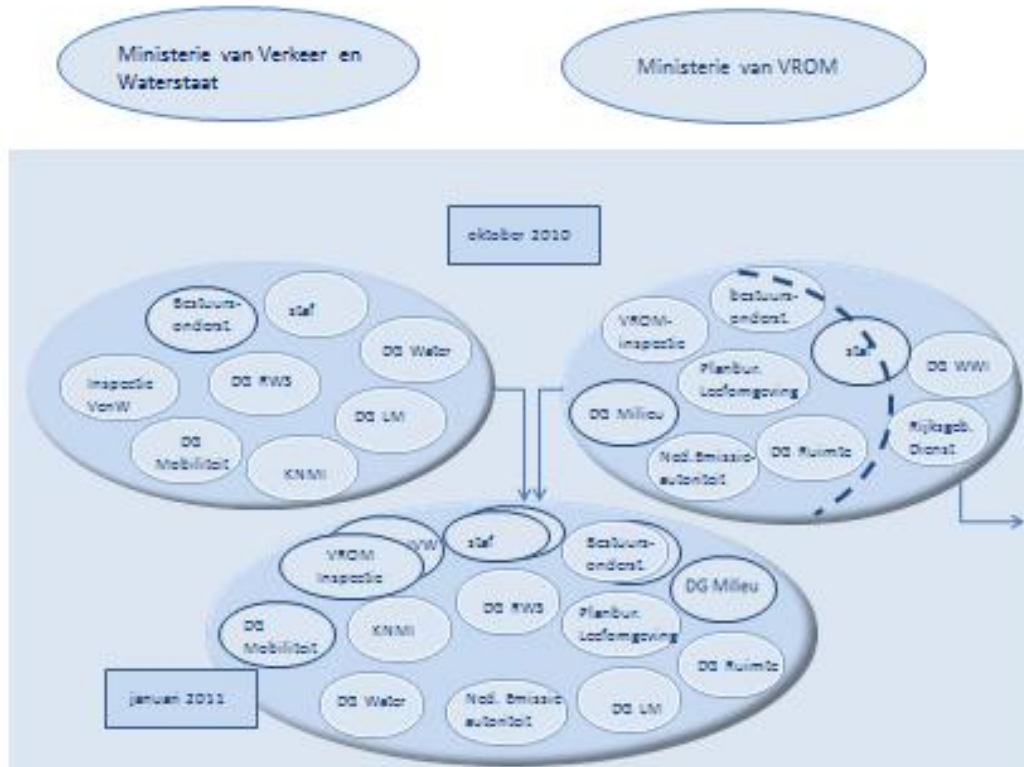 Ministerie van Verkeer en
Waterstaat
Ministerie van VROM
oktober 2010
Bestuurs-
onderst.
staf
DG Water
Inspectie
VenW
DG RWS
DG LM
DG
Mobiliteit
KNMI
bestuurs-
onderst.
VROM-
inspectie
staf
DG WWI
Planbur.
Leefomgeving
DG Milieu
Rijksgeb.
Dienst
DG Ruimte
Ned. Emissie-
autoriteit
VROM
Inspectie
staf
Bestuurs-
onderst.
DG Milieu
DG RWS
Planbur.
Leefomgeving
KNMI
DG
Mobiliteit
DG Ruimte
januari 2011
DG Water
Ned. Emissie
autoriteit
DG LM